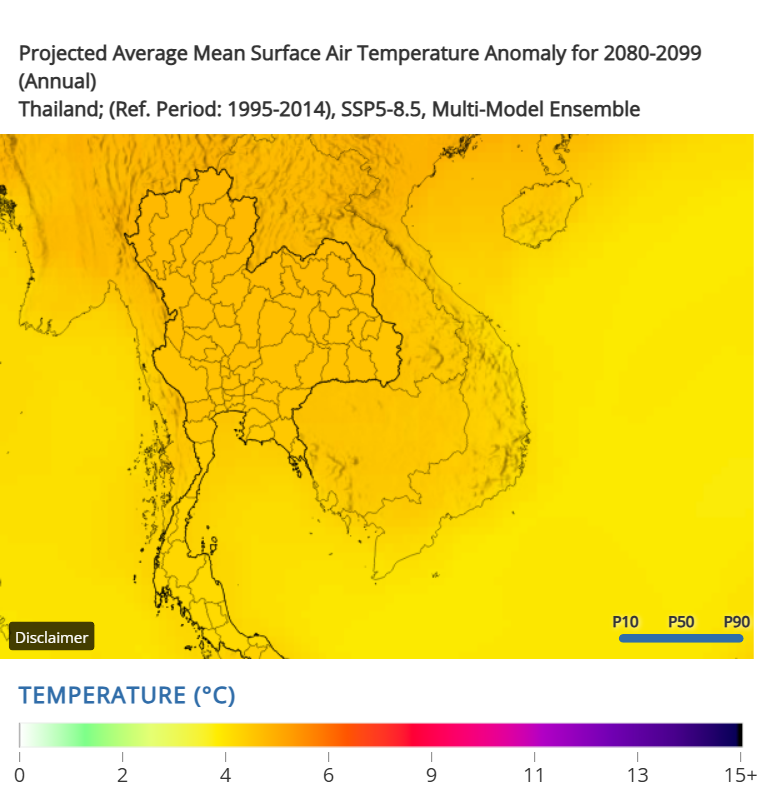 Projected Average Mean Surface Air Temperature Anomaly for 2080-2099
(Annual)
Thailand; (Ref. Period: 1995-2014), SSP5-8.5, Multi-Model Ensemble
P10 P50 P90
Disclaimer
TEMPERATURE (°C)
0 2 4 6 9 11 13 15+